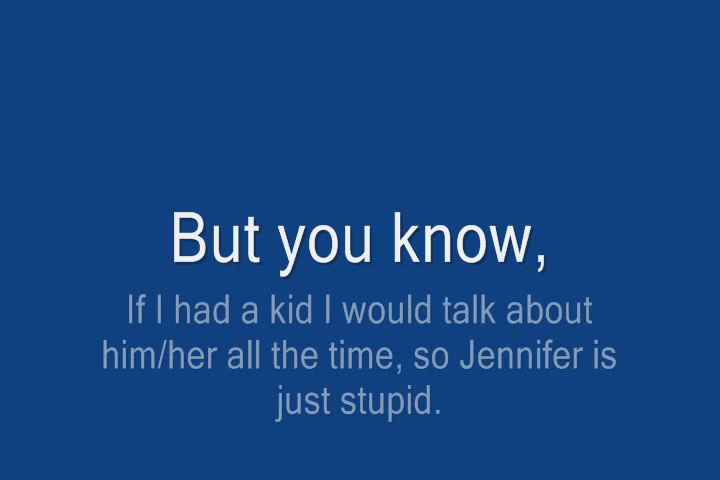 But you know,
If I had a kid I would talk about
him/her all the time, so Jennifer is
just stupid.